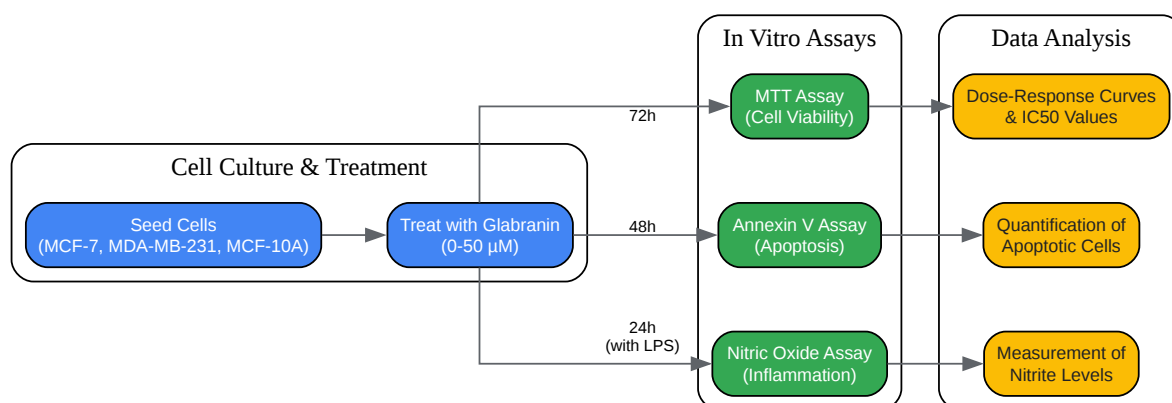 In Vitro Assays
Data Analysis
MTT Assay
(Cell Viability)
Dose-Response Curves
& IC50 Values
72h
Cell Culture & Treatment
Seed Cells
(MCF-7, MDA-MB-231, MCF-10A)
Treat with Glabranin
(0-50 µM)
48h
Annexin V Assay
(Apoptosis)
Quantification of
Apoptotic Cells
24h
(with LPS)
Nitric Oxide Assay
(Inflammation)
Measurement of
Nitrite Levels